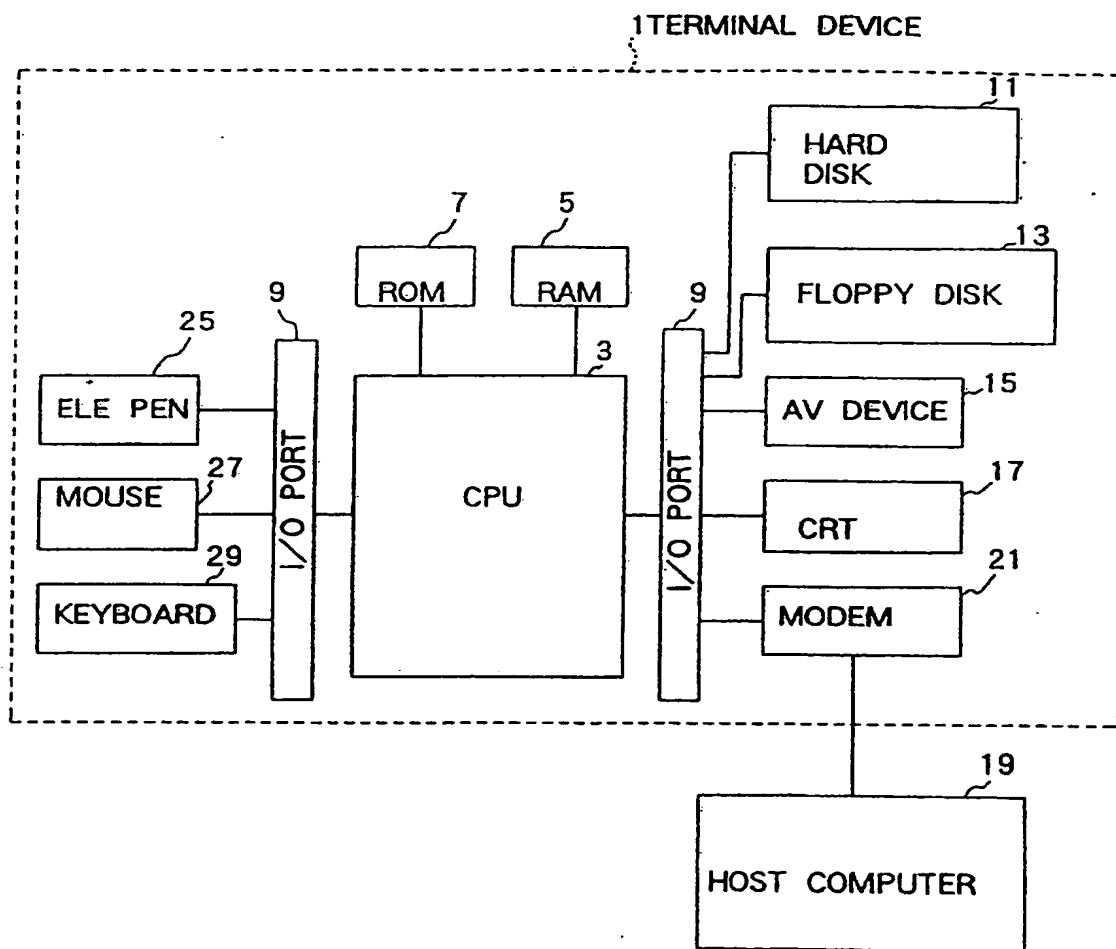 1TERMINAL DEVICE
11
HARD
DISK
7
5
13
ROM
RAM
FLOPPY DISK
9
9
25
3
15
ELE PEN
AV DEVICE
27
17
MOUSE
I/O PORT
CPU
I/O PORT
CRT
29
21
KEYBOARD
MODEM
19
HOST COMPUTER